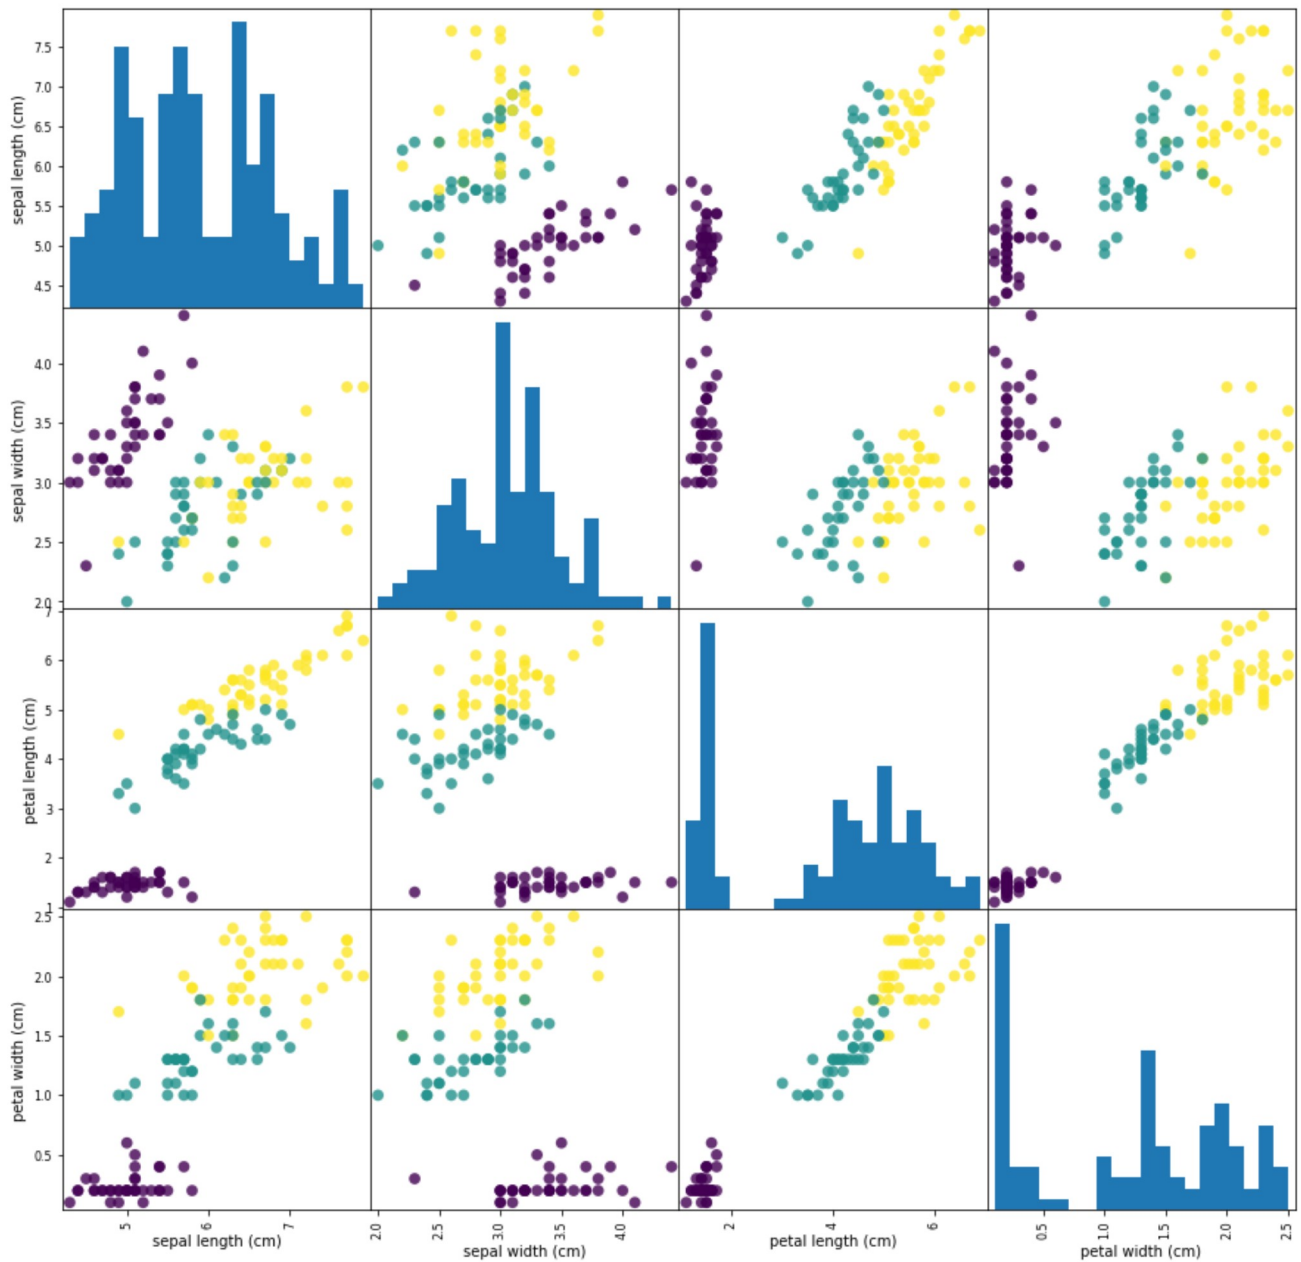 7.5
7.0
6.5
6.0
5.5
5.0
4.5
sepal length (cm)
4.0
3.5
3.0
2.5
2.0
sepal width (cm)
7
6
5
4
3
2
1
petal length (cm)
2.5
2.0
1.5
1.0
0.5
petal width (cm)
5 6 7
sepal length (cm)
2.0 2.5 3.0 3.5 4.0
sepal width (cm)
2 4 6
petal length (cm)
0.5 1.0 1.5 2.0 2.5
petal width (cm)